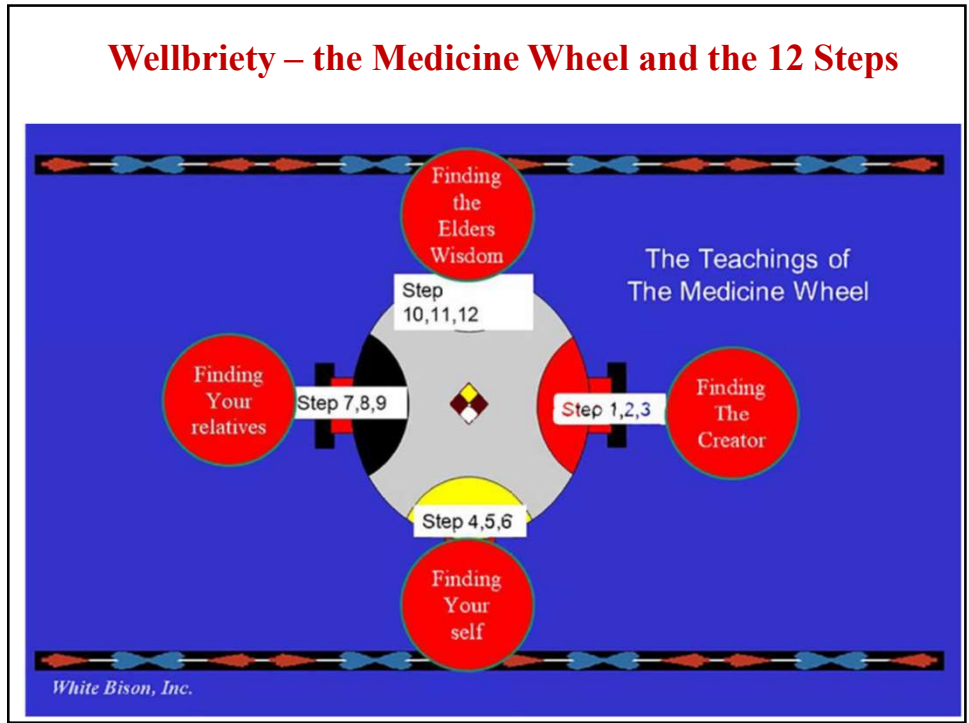 Wellbriety – the Medicine Wheel and the 12 Steps
Finding
the
Elders
Wisdom
The Teachings of
The Medicine Wheel
Step
10,11,12
Finding
Your
relatives
Step 7,8,9
Step 1,2,3
Finding
The
Creator
Step 4,5,6
Finding
Your
self
White Bison, Inc.